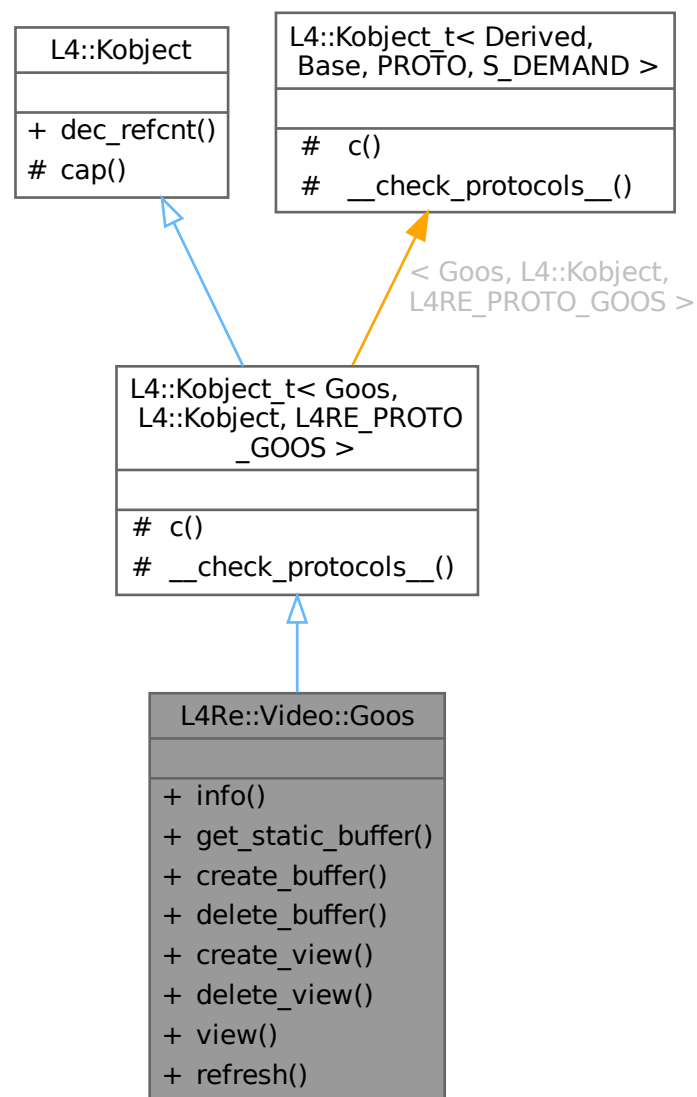 L4::Kobject
+ dec_refcnt()
# cap()
L4::Kobject_t< Derived,
Base, PROTO, S_DEMAND >
# c()
# __check_protocols__()
< Goos, L4::Kobject,
L4RE_PROTO_GOOS >
L4::Kobject_t< Goos,
L4::Kobject, L4RE_PROTO
_GOOS >
# c()
# __check_protocols__()
L4Re::Video::Goos
+ info()
+ get_static_buffer()
+ create_buffer()
+ delete_buffer()
+ create_view()
+ delete_view()
+ view()
+ refresh()